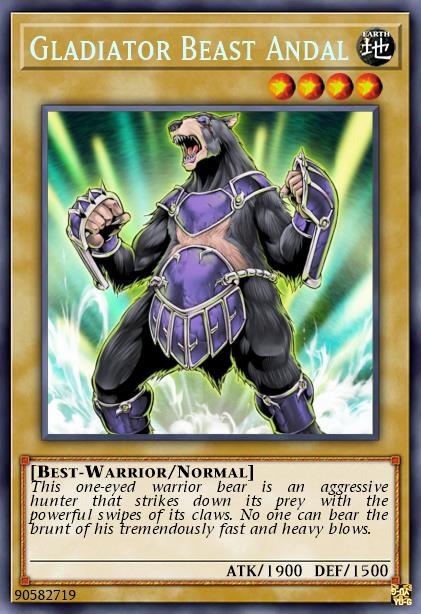 Gladiator Beast Andal
EARTH
地
[Best-Warrior/Normal]
This one-eyed warrior bear is an aggressive
hunter that strikes down its prey with the
powerful swipes of its claws. No one can bear the
brunt of his tremendously fast and heavy blows.
ATK/1900 DEF/1500
90582719